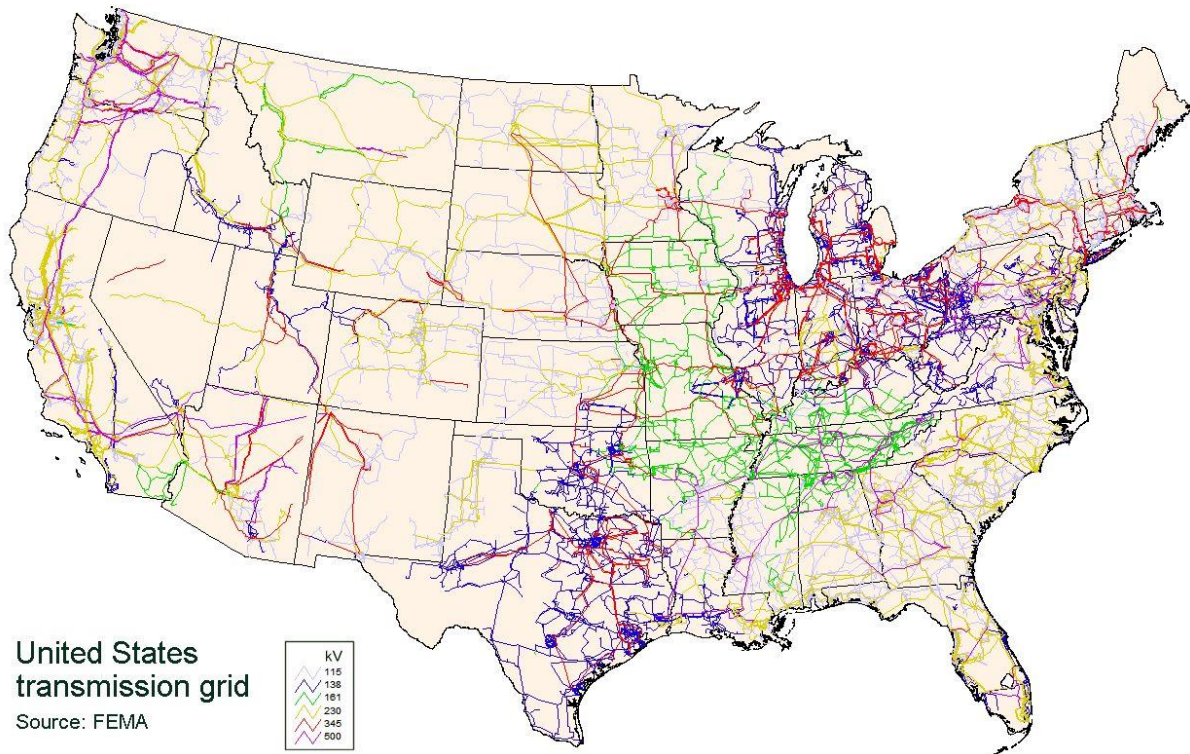 United States
transmission grid
Source: FEMA
kV
115
138
161
230
345
500